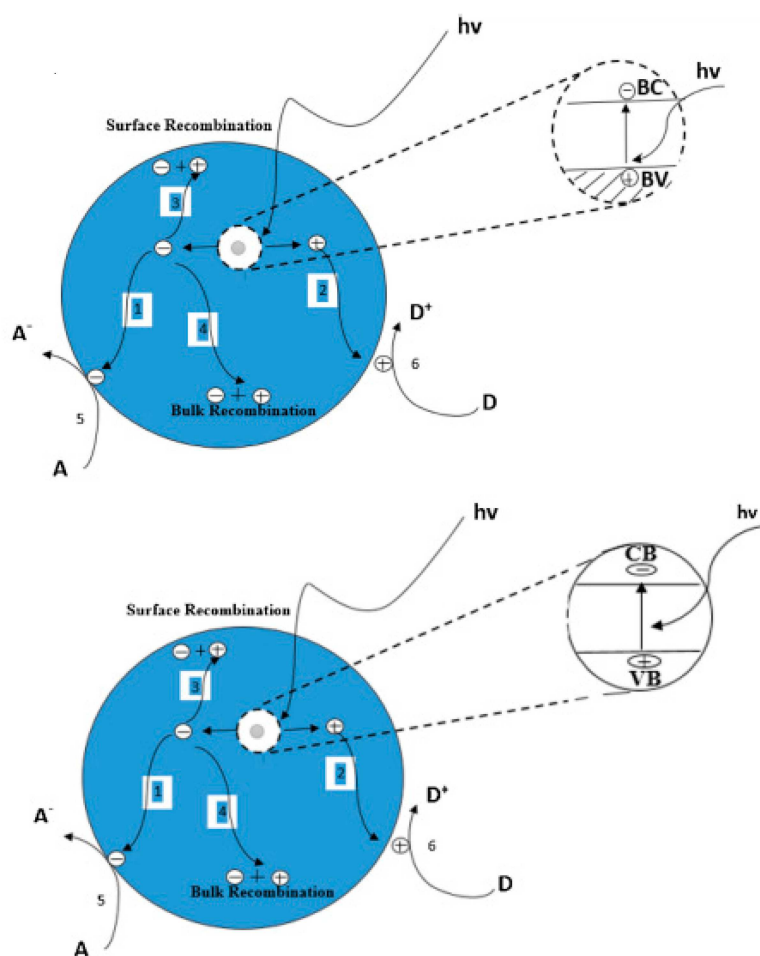 hv
BC
hv
Surface Recombination
- + +
3
BV
- +
1
2
4
D+
A-
6
- + +
Bulk Recombination
D
5
A
hv
hv
CB
Surface Recombination
- + +
3
VB
- +
2
1
4
D+
A-
6
- + +
Bulk Recombination
D
5
A